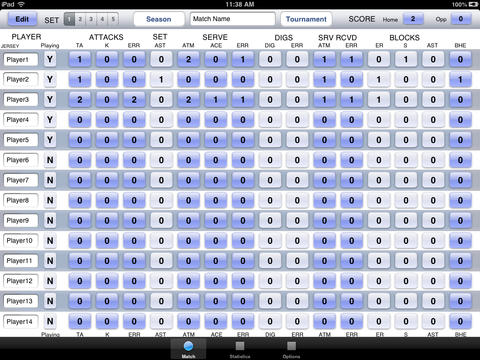 iPad 11:38 AM 100%
Edit SET 1 2 3 4 5 Season Match Name Tournament SCORE Home 2 Opp 0
PLAYER ATTACKS SET SERVE DIGS SRV RCVD BLOCKS
JERSEY Playing TA K ERR AST ATM ACE ERR DIG ERR ATM ERR ER S AST BHE
Player1 Y 1 0 0 0 2 0 1 0 0 1 1 0 1 0 0
Player2 Y 1 0 0 1 0 0 0 0 0 1 0 1 0 0 1
Player3 Y 2 0 2 0 2 1 1 0 0 1 1 1 0 0 0
Player4 Y 0 0 0 0 0 0 0 0 0 0 0 0 0 0 0
Player5 Y 0 0 0 0 0 0 0 0 0 0 0 0 0 0 0
Player6 N 0 0 0 0 0 0 0 0 0 0 0 0 0 0 0
Player7 N 0 0 0 0 0 0 0 0 0 0 0 0 0 0 0
Player8 N 0 0 0 0 0 0 0 0 0 0 0 0 0 0 0
Player9 N 0 0 0 0 0 0 0 0 0 0 0 0 0 0 0
Player10 N 0 0 0 0 0 0 0 0 0 0 0 0 0 0 0
Player11 N 0 0 0 0 0 0 0 0 0 0 0 0 0 0 0
Player12 N 0 0 0 0 0 0 0 0 0 0 0 0 0 0 0
Player13 N 0 0 0 0 0 0 0 0 0 0 0 0 0 0 0
Player14 N 0 0 0 0 0 0 0 0 0 0 0 0 0 0 0
Playing TA K ERR AST ATM ACE ERR DIG ERR ATM ERR ER S AST BHE
Match Statistics Options